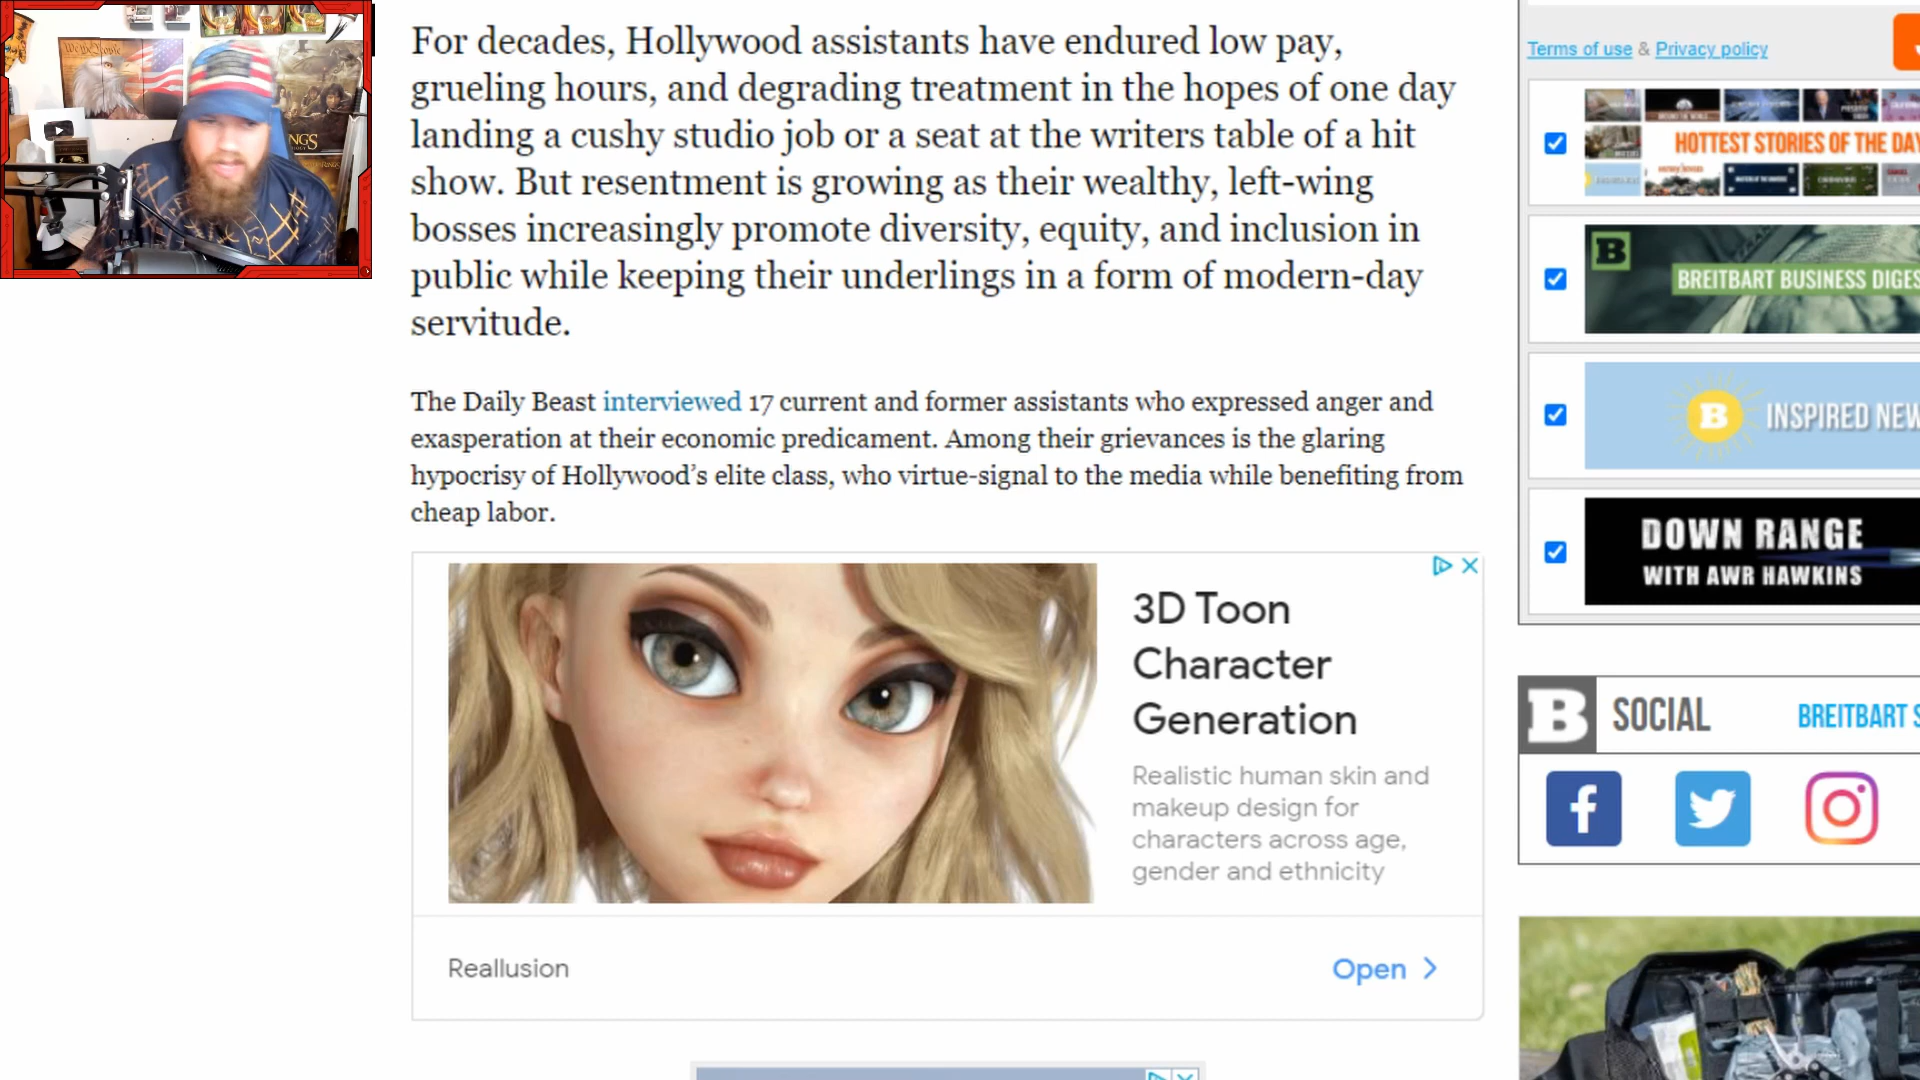 We the People
NGS
For decades, Hollywood assistants have endured low pay,
grueling hours, and degrading treatment in the hopes of one day
landing a cushy studio job or a seat at the writers table of a hit
show. But resentment is growing as their wealthy, left-wing
bosses increasingly promote diversity, equity, and inclusion in
public while keeping their underlings in a form of modern-day
servitude.
The Daily Beast interviewed 17 current and former assistants who expressed anger and
exasperation at their economic predicament. Among their grievances is the glaring
hypocrisy of Hollywood’s elite class, who virtue-signal to the media while benefiting from
cheap labor.
3D Toon
Character
Generation
Realistic human skin and
makeup design for
characters across age,
gender and ethnicity
Reallusion
Open
Terms of use & Privacy policy
HOTTEST STORIES OF THE DAY
B
BREITBART BUSINESS DIGES
B
INSPIRED NEW
DOWN RANGE
WITH AWR HAWKINS
B SOCIAL
BREITBART S